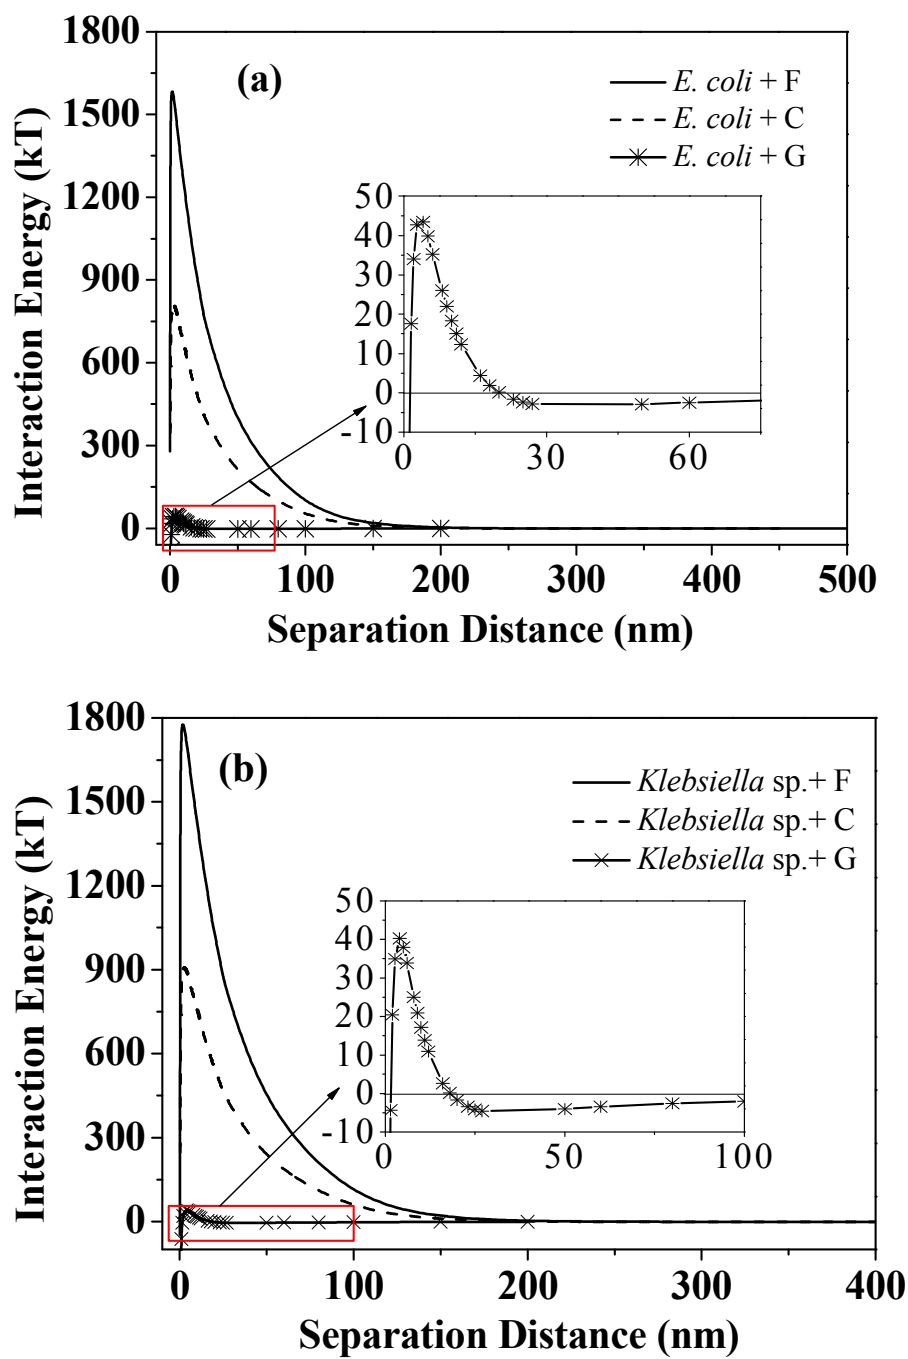 1800
(a)
E. coli + F
1500
E. coli + C
E. coli + G
1200
50
40
900
30
20
600
10
0
300
-10
0 30 60
0
0 100 200 300 400 500
Interaction Energy (kT)
Separation Distance (nm)
1800
(b)
Klebsiella sp.+ F
1500
Klebsiella sp.+ C
Klebsiella sp.+ G
1200
50
40
900
30
20
600
10
0
300
-10
0 50 100
0
0 100 200 300 400
Interaction Energy (kT)
Separation Distance (nm)